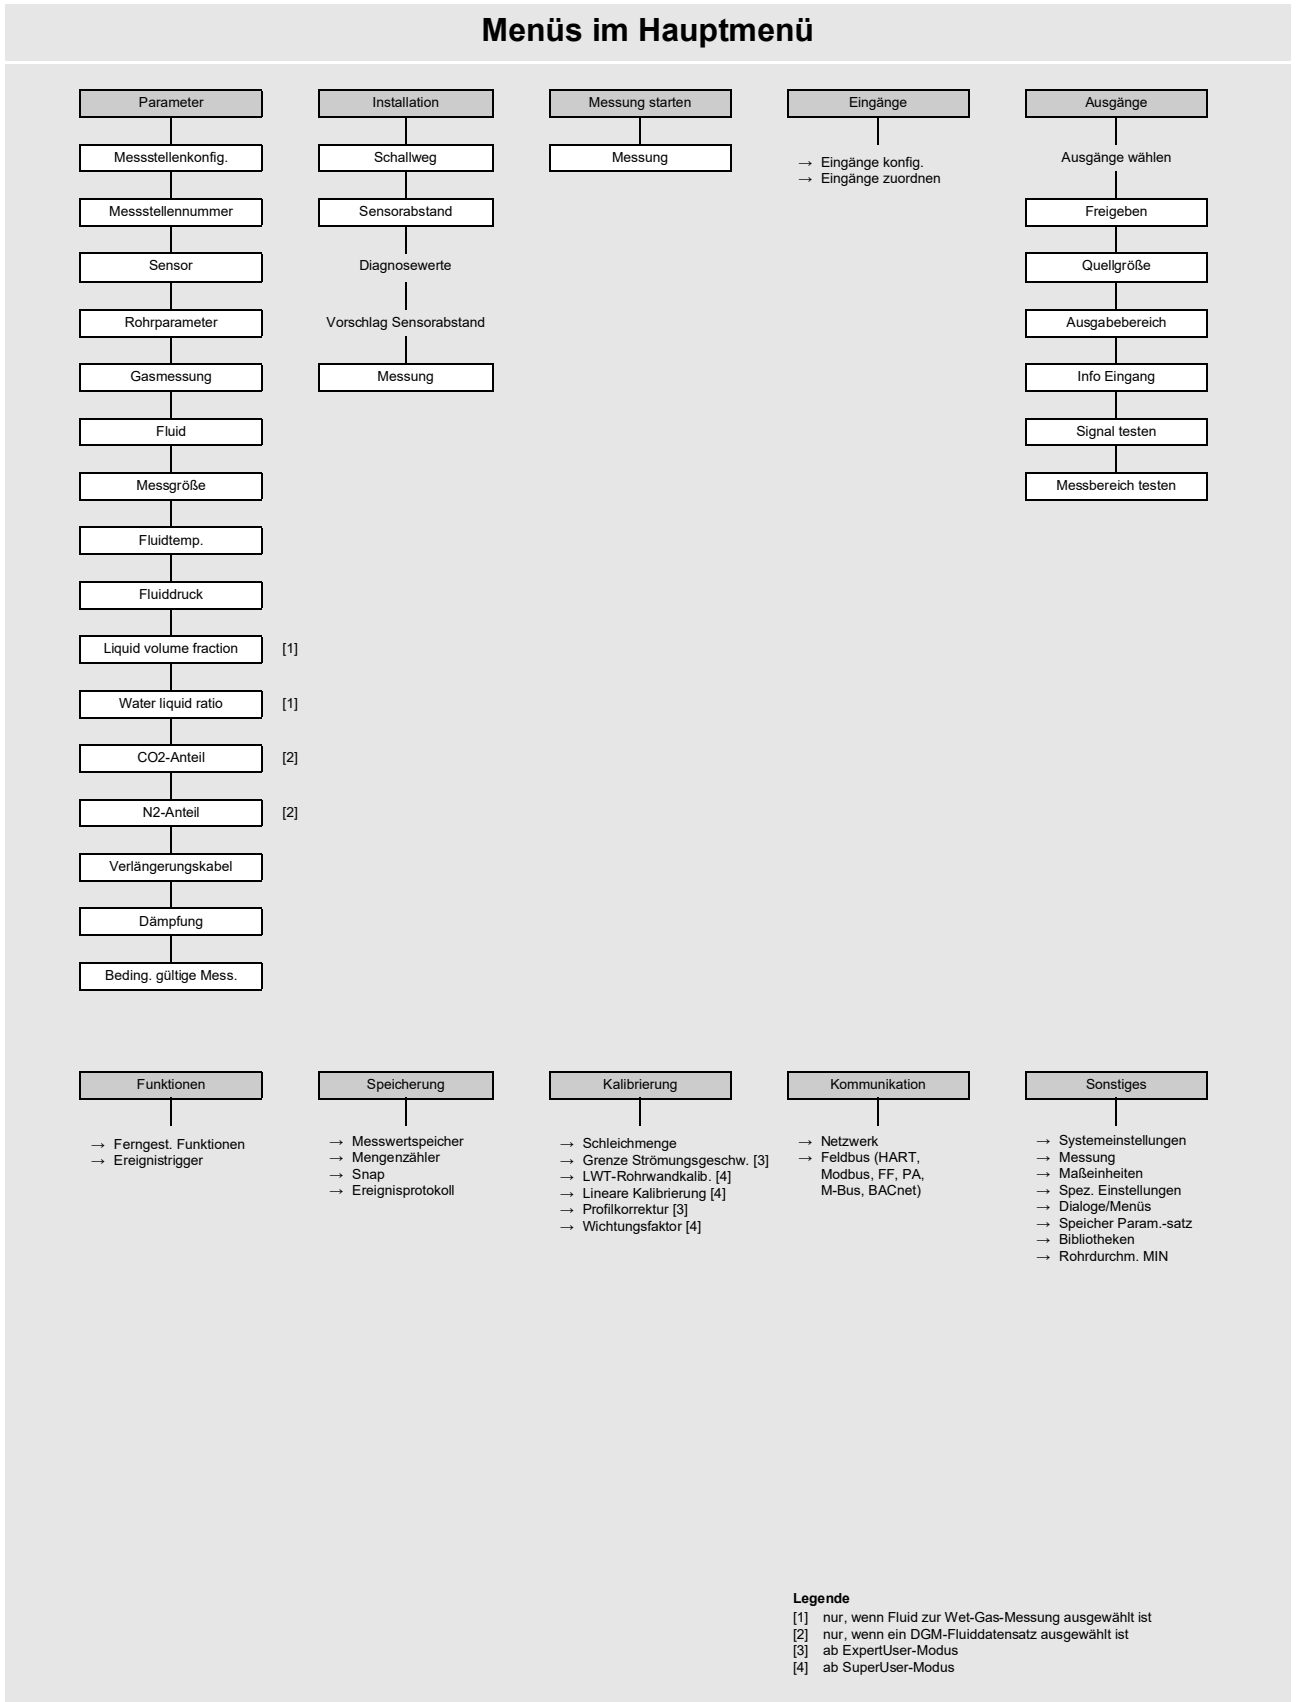 Menüs im Hauptmenü
Parameter
Messstellenkonfig.
Messstellennummer
Sensor
Rohrparameter
Gasmessung
Fluid
Messgröße
Fluidtemp.
Fluiddruck
Liquid volume fraction [1]
Water liquid ratio [1]
CO2-Anteil [2]
N2-Anteil [2]
Verlängerungskabel
Dämpfung
Beding. gültige Mess.
Installation
Schallweg
Sensorabstand
Diagnosewerte
Vorschlag Sensorabstand
Messung
Messung starten
Messung
Eingänge
→ Eingänge konfig.
→ Eingänge zuordnen
Ausgänge
Ausgänge wählen
Freigeben
Quellgröße
Ausgabebereich
Info Eingang
Signal testen
Messbereich testen
Funktionen
→ Ferngest. Funktionen
→ Ereignistrigger
Speicherung
→ Messwertspeicher
→ Mengenzähler
→ Snap
→ Ereignisprotokoll
Kalibrierung
→ Schleichmenge
→ Grenze Strömungsgeschw. [3]
→ LWT-Rohrwandkalib. [4]
→ Lineare Kalibrierung [4]
→ Profilkorrektur [3]
→ Wichtungsfaktor [4]
Kommunikation
→ Netzwerk
→ Feldbus (HART,
Modbus, FF, PA,
M-Bus, BACnet)
Sonstiges
→ Systemeinstellungen
→ Messung
→ Maßeinheiten
→ Spez. Einstellungen
→ Dialoge/Menüs
→ Speicher Param.-satz
→ Bibliotheken
→ Rohrdurchm. MIN
Legende
[1] nur, wenn Fluid zur Wet-Gas-Messung ausgewählt ist
[2] nur, wenn ein DGM-Fluiddatensatz ausgewählt ist
[3] ab ExpertUser-Modus
[4] ab SuperUser-Modus